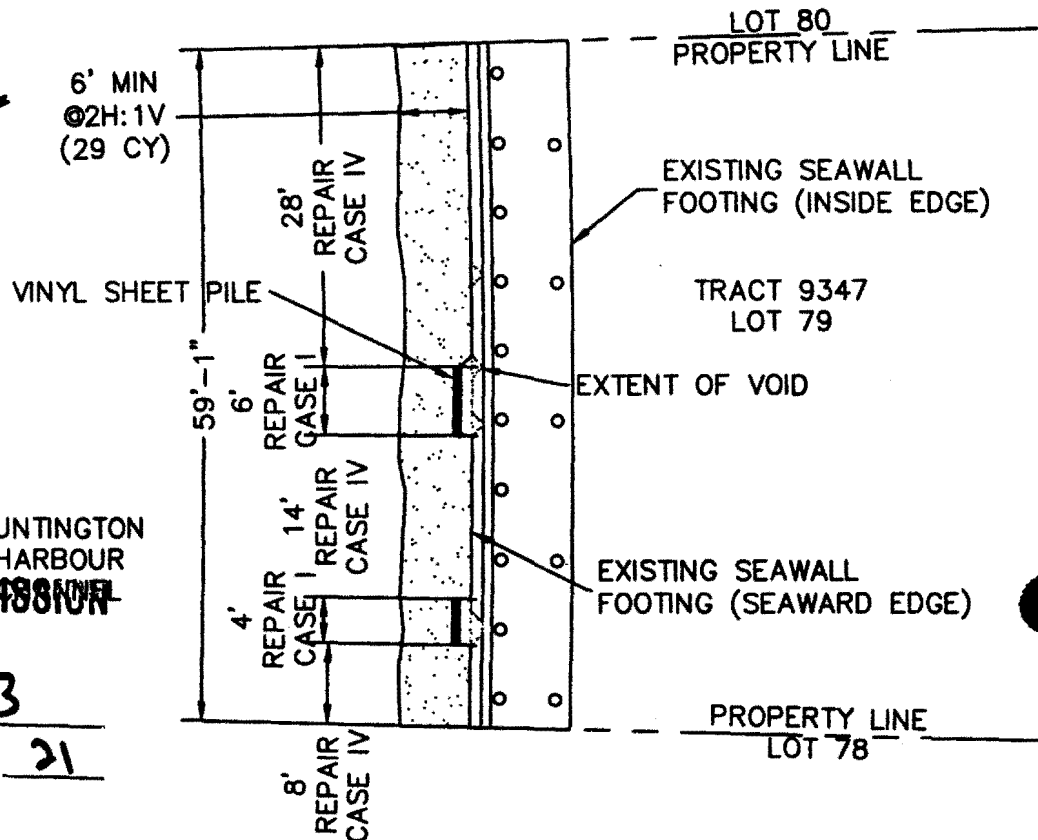 LOT 80
PROPERTY LINE
6' MIN
@2H:1V
(29 CY)
28'
REPAIR
CASE IV
EXISTING SEAWALL
FOOTING (INSIDE EDGE)
TRACT 9347
LOT 79
VINYL SHEET PILE
59'-1"
6'
REPAIR
CASE I
EXTENT OF VOID
14'
REPAIR
CASE IV
UNTINGTON
HARBOUR
EXISTING SEAWALL
FOOTING (SEAWARD EDGE)
4'
REPAIR
CASE I
3
21
PROPERTY LINE
LOT 78
8'
REPAIR
CASE IV